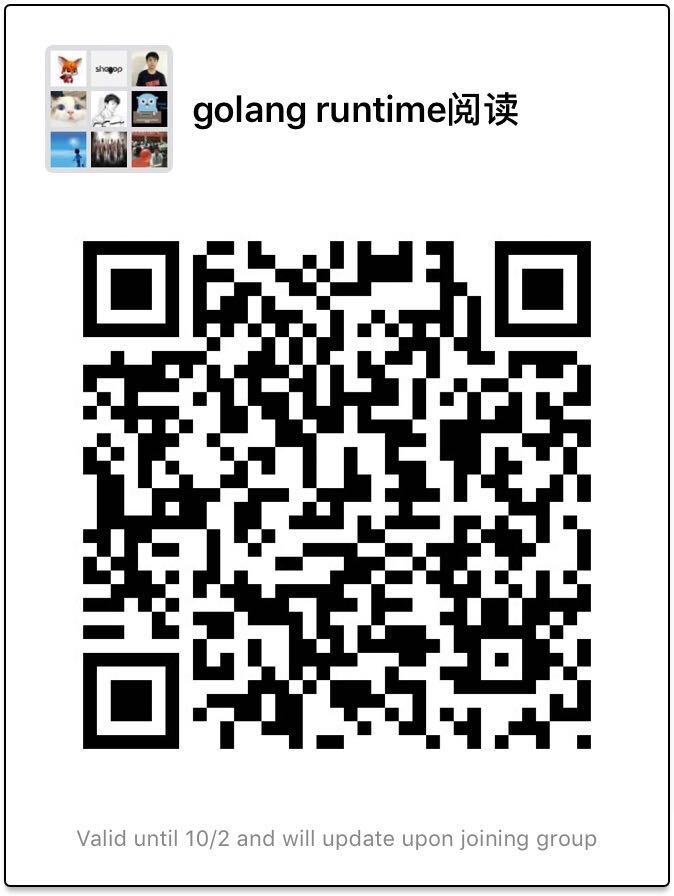 golang runtime阅读
Valid until 10/2 and will update upon joining group